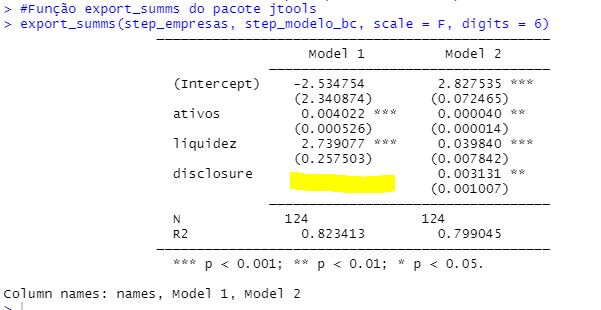 > #Função export_summs do pacote jtools
> export_summs(step_empresas, step_modelo_bc, scale = F, digits = 6)
Model 1 Model 2
(Intercept) -2.534754 2.827535 ***
(2.340874) (0.072465)
ativos 0.004022 *** 0.000040 **
(0.000526) (0.000014)
liquidez 2.739077 *** 0.039840 ***
(0.257503) (0.007842)
disclosure 0.003131 **
(0.001007)
N 124 124
R2 0.823413 0.799045
*** p < 0.001; ** p < 0.01; * p < 0.05.
Column names: names, Model 1, Model 2
>